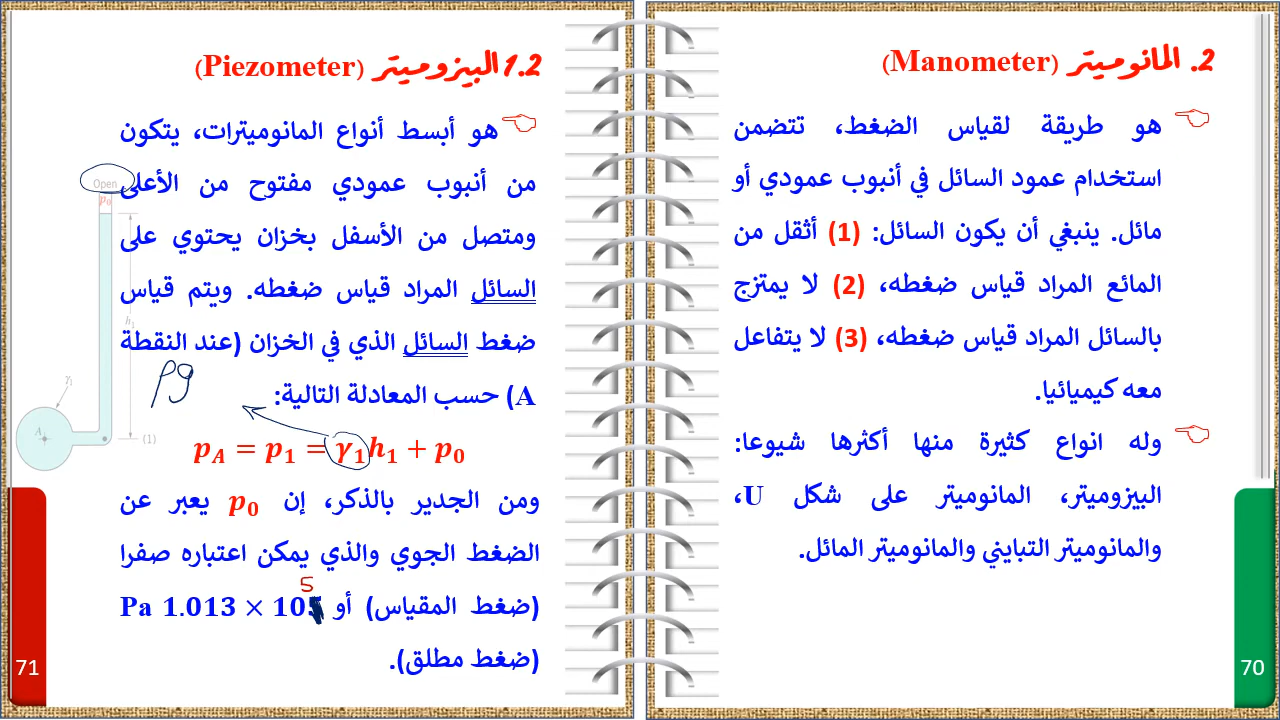 2. المانوميتر (Manometer)
هو طريقة لقياس الضغط، تتضمن
استخدام عمود السائل في أنبوب عمودي أو
مائل. ينبغي أن يكون السائل: (1) أثقل من
المائع المراد قياس ضغطه، (2) لا يمتزج
بالسائل المراد قياس ضغطه، (3) لا يتفاعل
معه كيميائيا.
وله انواع كثيرة منها أكثرها شيوعا:
البيزوميتر، المانوميتر على شكل U،
والمانوميتر التبايني والمانوميتر المائل.
70
1.2 البيزوميتر (Piezometer)
هو أبسط أنواع المانوميترات، يتكون
من أنبوب عمودي مفتوح من الأعلى
ومتصل من الأسفل بخزان يحتوي على
السائل المراد قياس ضغطه. ويتم قياس
ضغط السائل الذي في الخزان (عند النقطة
A) حسب المعادلة التالية:
p_A = p_1 = γ_1 h_1 + p_0
ومن الجدير بالذكر، إن p_0 يعبر عن
الضغط الجوي والذي يمكن اعتباره صفرا
(ضغط المقياس) أو 1.013 × 105 Pa
5
(ضغط مطلق).
Open
p_0
h_1
ρg
γ_1
A
(1)
71